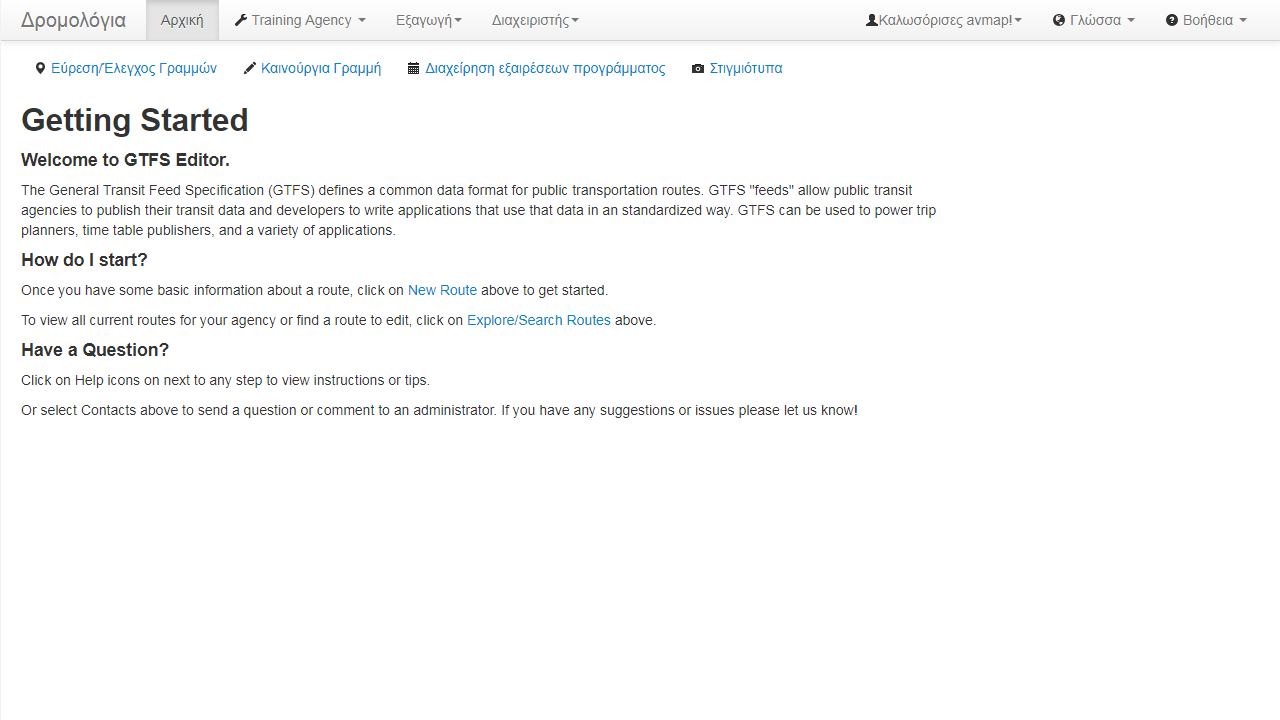 Δρομολόγια Αρχική Training Agency Εξαγωγή Διαχειριστής Καλωσόρισες avmap! Γλώσσα Βοήθεια
Εύρεση/Έλεγχος Γραμμών Καινούργια Γραμμή Διαχείρηση εξαιρέσεων προγράμματος Στιγμιότυπα
Getting Started
Welcome to GTFS Editor.
The General Transit Feed Specification (GTFS) defines a common data format for public transportation routes. GTFS "feeds" allow public transit
agencies to publish their transit data and developers to write applications that use that data in an standardized way. GTFS can be used to power trip
planners, time table publishers, and a variety of applications.
How do I start?
Once you have some basic information about a route, click on New Route above to get started.
To view all current routes for your agency or find a route to edit, click on Explore/Search Routes above.
Have a Question?
Click on Help icons on next to any step to view instructions or tips.
Or select Contacts above to send a question or comment to an administrator. If you have any suggestions or issues please let us know!